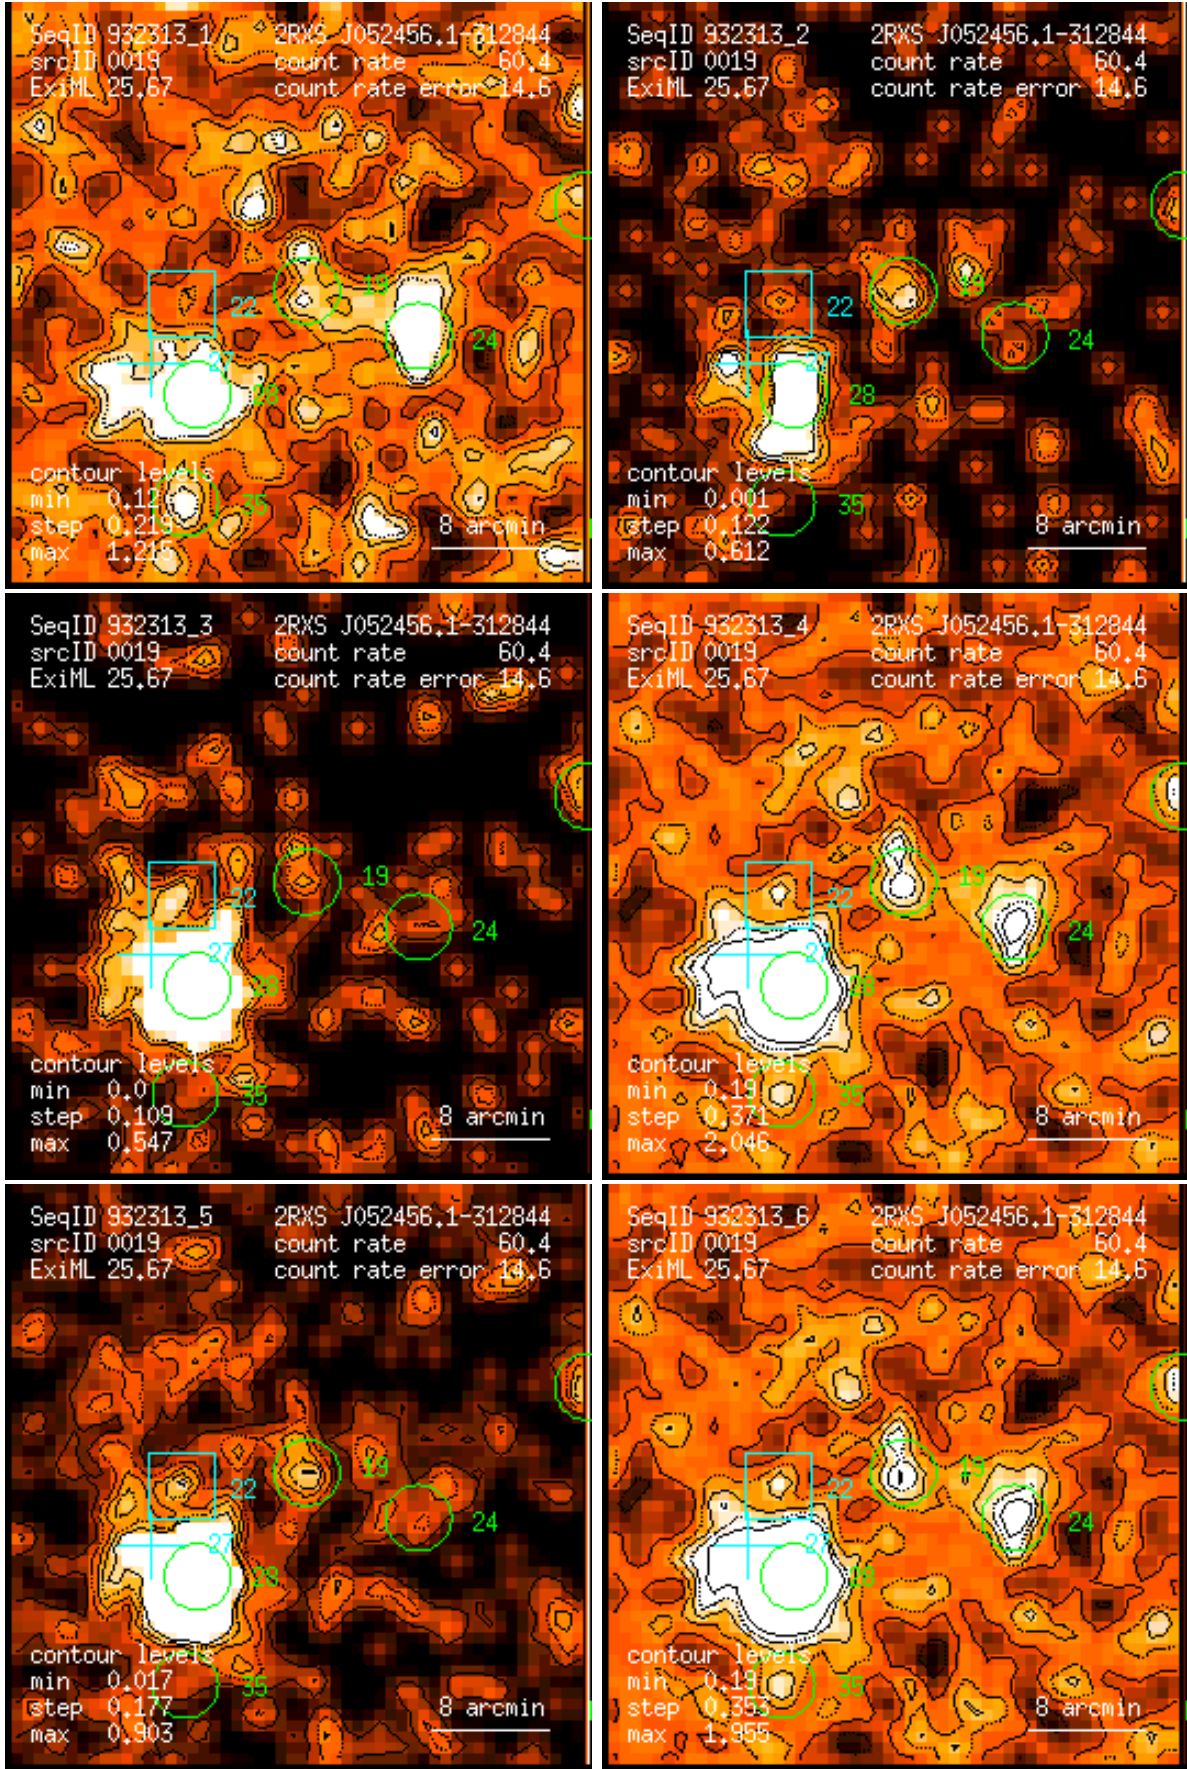 SeqID 932313_1 2RXS J052456.1-312844
srcID 0019 count rate 60.4
ExiML 25.67 count rate error 14.6
19
22
24
27
28
contour levels
min 0.12
35
step 0.219
8 arcmin
max 1.215
SeqID 932313_2 2RXS J052456.1-312844
srcID 0019 count rate 60.4
ExiML 25.67 count rate error 14.6
19
22
24
27
28
contour levels
min 0.001
35
step 0.122
8 arcmin
max 0.612
SeqID 932313_3 2RXS J052456.1-312844
srcID 0019 count rate 60.4
ExiML 25.67 count rate error 14.6
19
22
24
27
28
contour levels
min 0.0
35
step 0.109
8 arcmin
max 0.547
SeqID 932313_4 2RXS J052456.1-312844
srcID 0019 count rate 60.4
ExiML 25.67 count rate error 14.6
19
22
24
27
28
contour levels
min 0.19
35
step 0.371
8 arcmin
max 2.046
SeqID 932313_5 2RXS J052456.1-312844
srcID 0019 count rate 60.4
ExiML 25.67 count rate error 14.6
19
22
24
27
28
contour levels
min 0.017
35
step 0.177
8 arcmin
max 0.903
SeqID 932313_6 2RXS J052456.1-312844
srcID 0019 count rate 60.4
ExiML 25.67 count rate error 14.6
19
22
24
27
28
contour levels
min 0.19
35
step 0.353
8 arcmin
max 1.955